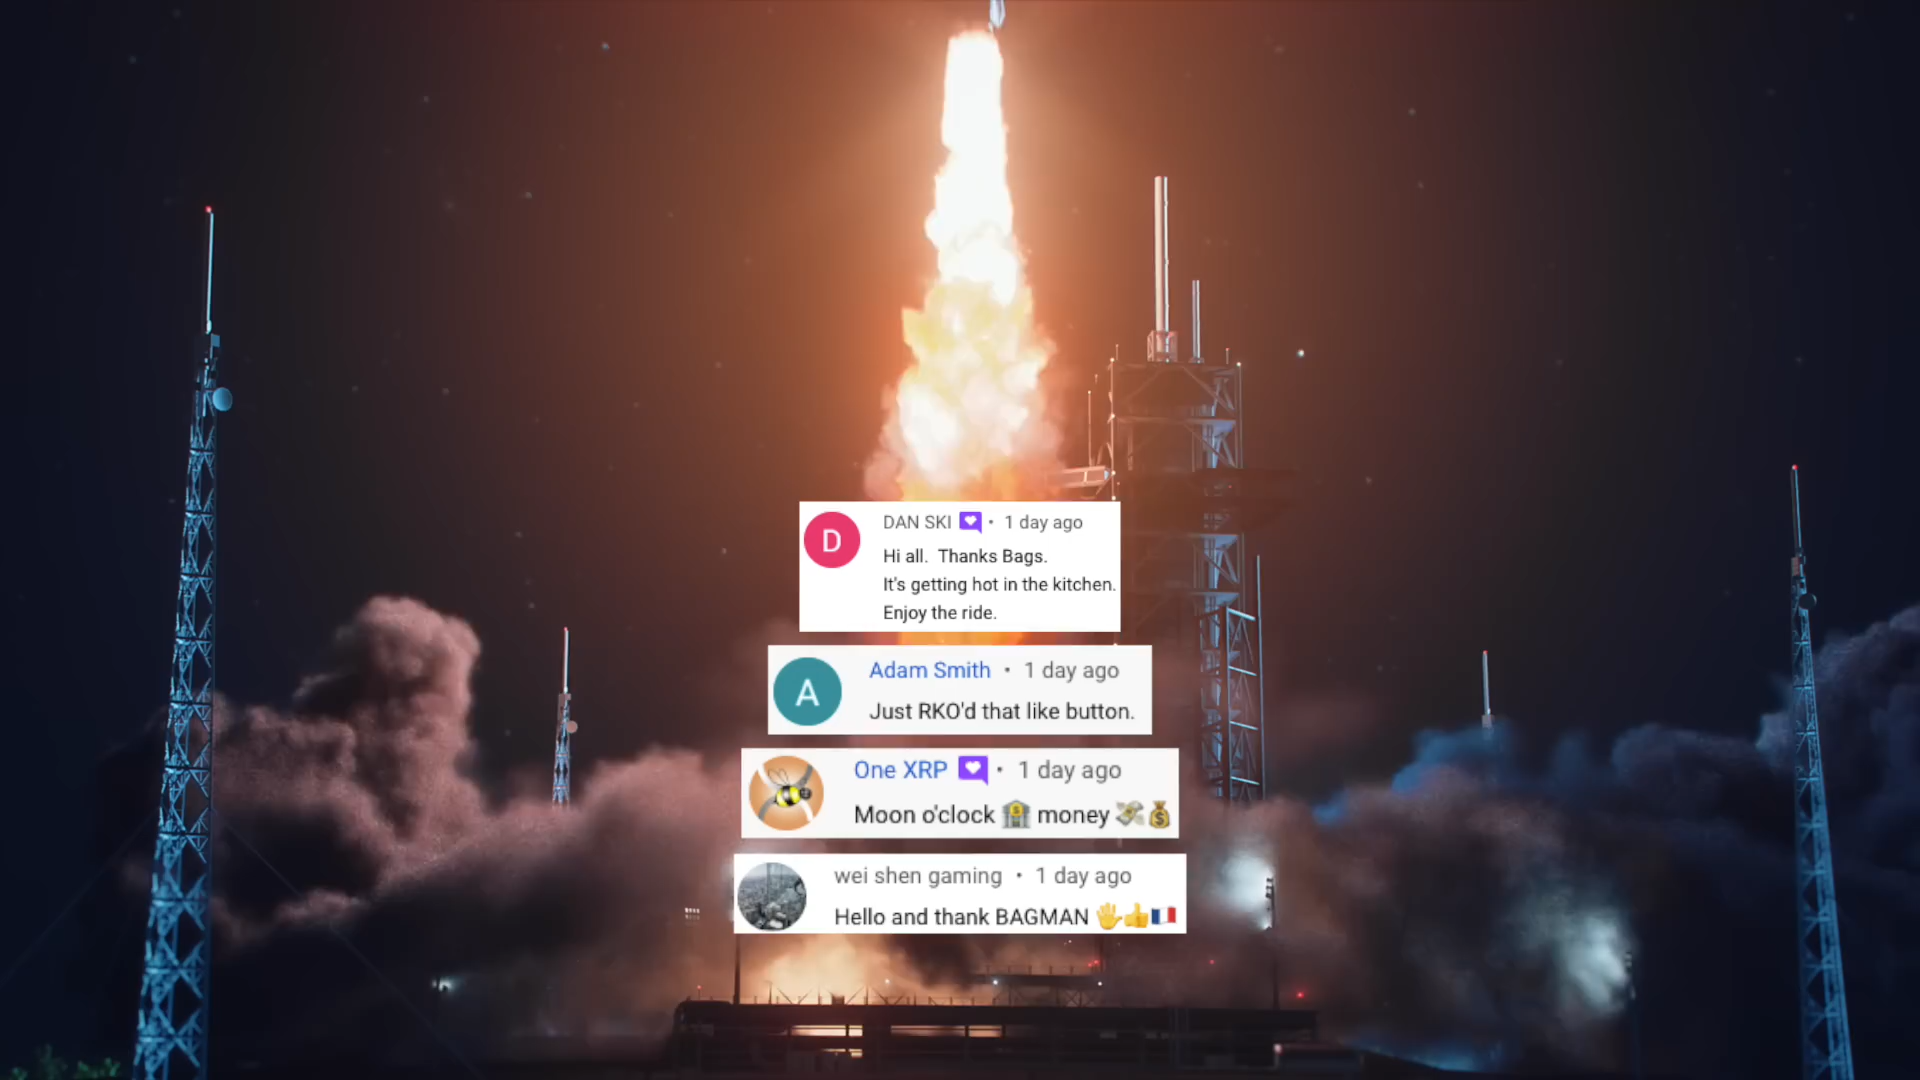 D
DAN SKI • 1 day ago
Hi all.  Thanks Bags.
It's getting hot in the kitchen.
Enjoy the ride.
A
Adam Smith • 1 day ago
Just RKO'd that like button.
One XRP • 1 day ago
Moon o'clock 🏦 money 💸💰
wei shen gaming • 1 day ago
Hello and thank BAGMAN 🖐👍🇫🇷